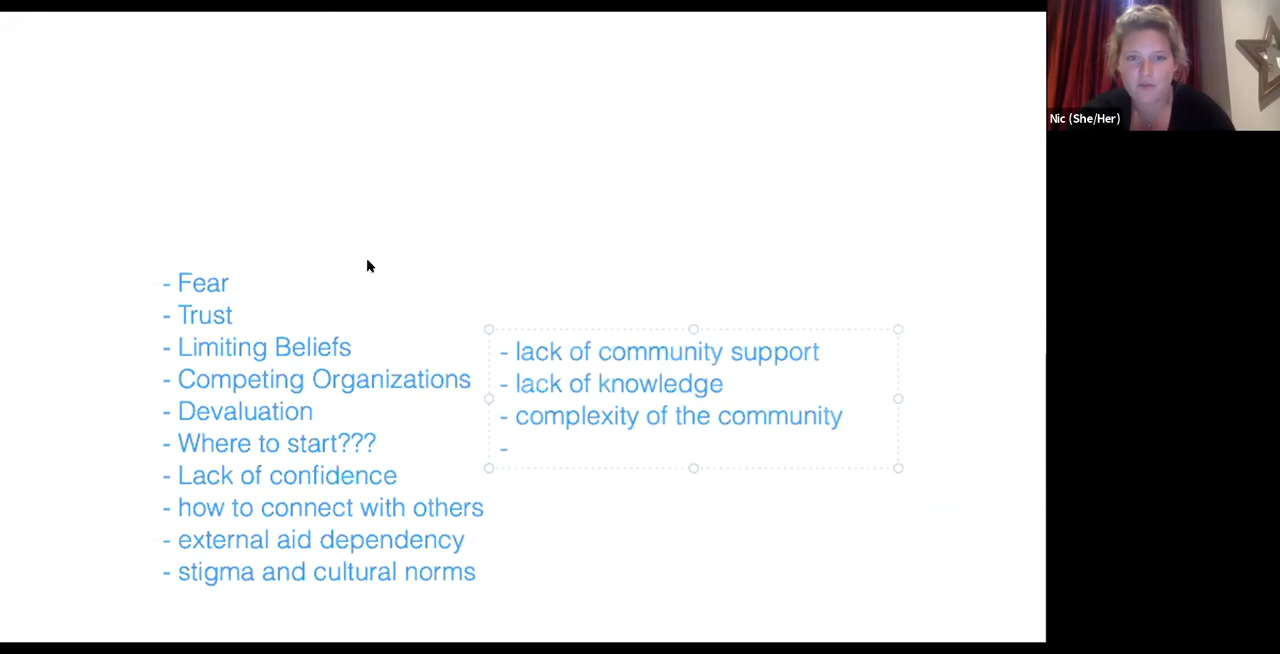 - Fear
- Trust
- Limiting Beliefs
- Competing Organizations
- Devaluation
- Where to start???
- Lack of confidence
- how to connect with others
- external aid dependency
- stigma and cultural norms
- lack of community support
- lack of knowledge
- complexity of the community
-
Nic (She/Her)